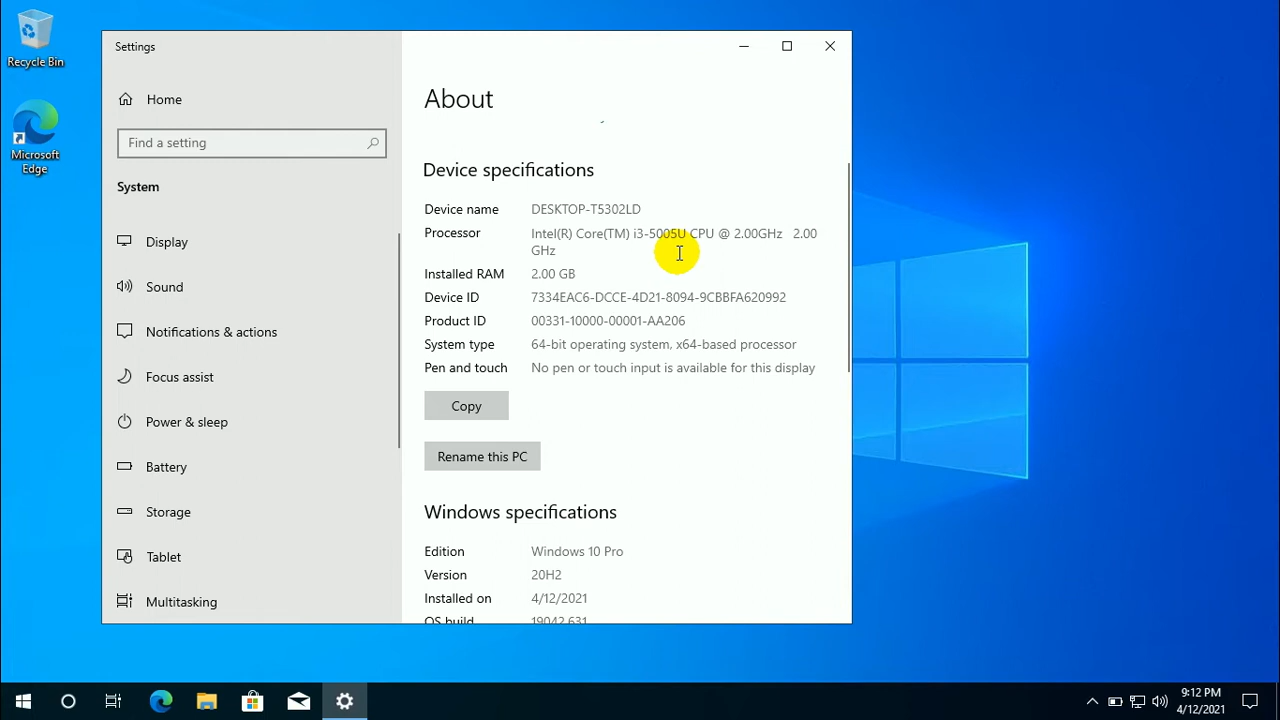 Recycle Bin
Microsoft
Edge
Settings
Home
Find a setting
System
Display
Sound
Notifications & actions
Focus assist
Power & sleep
Battery
Storage
Tablet
Multitasking
About
Device specifications
Device name DESKTOP-T5302LD
Processor Intel(R) Core(TM) i3-5005U CPU @ 2.00GHz 2.00
GHz
Installed RAM 2.00 GB
Device ID 7334EAC6-DCCE-4D21-8094-9CBBFA620992
Product ID 00331-10000-00001-AA206
System type 64-bit operating system, x64-based processor
Pen and touch No pen or touch input is available for this display
Copy
Rename this PC
Windows specifications
Edition Windows 10 Pro
Version 20H2
Installed on 4/12/2021
OS build 19042.631
9:12 PM
4/12/2021